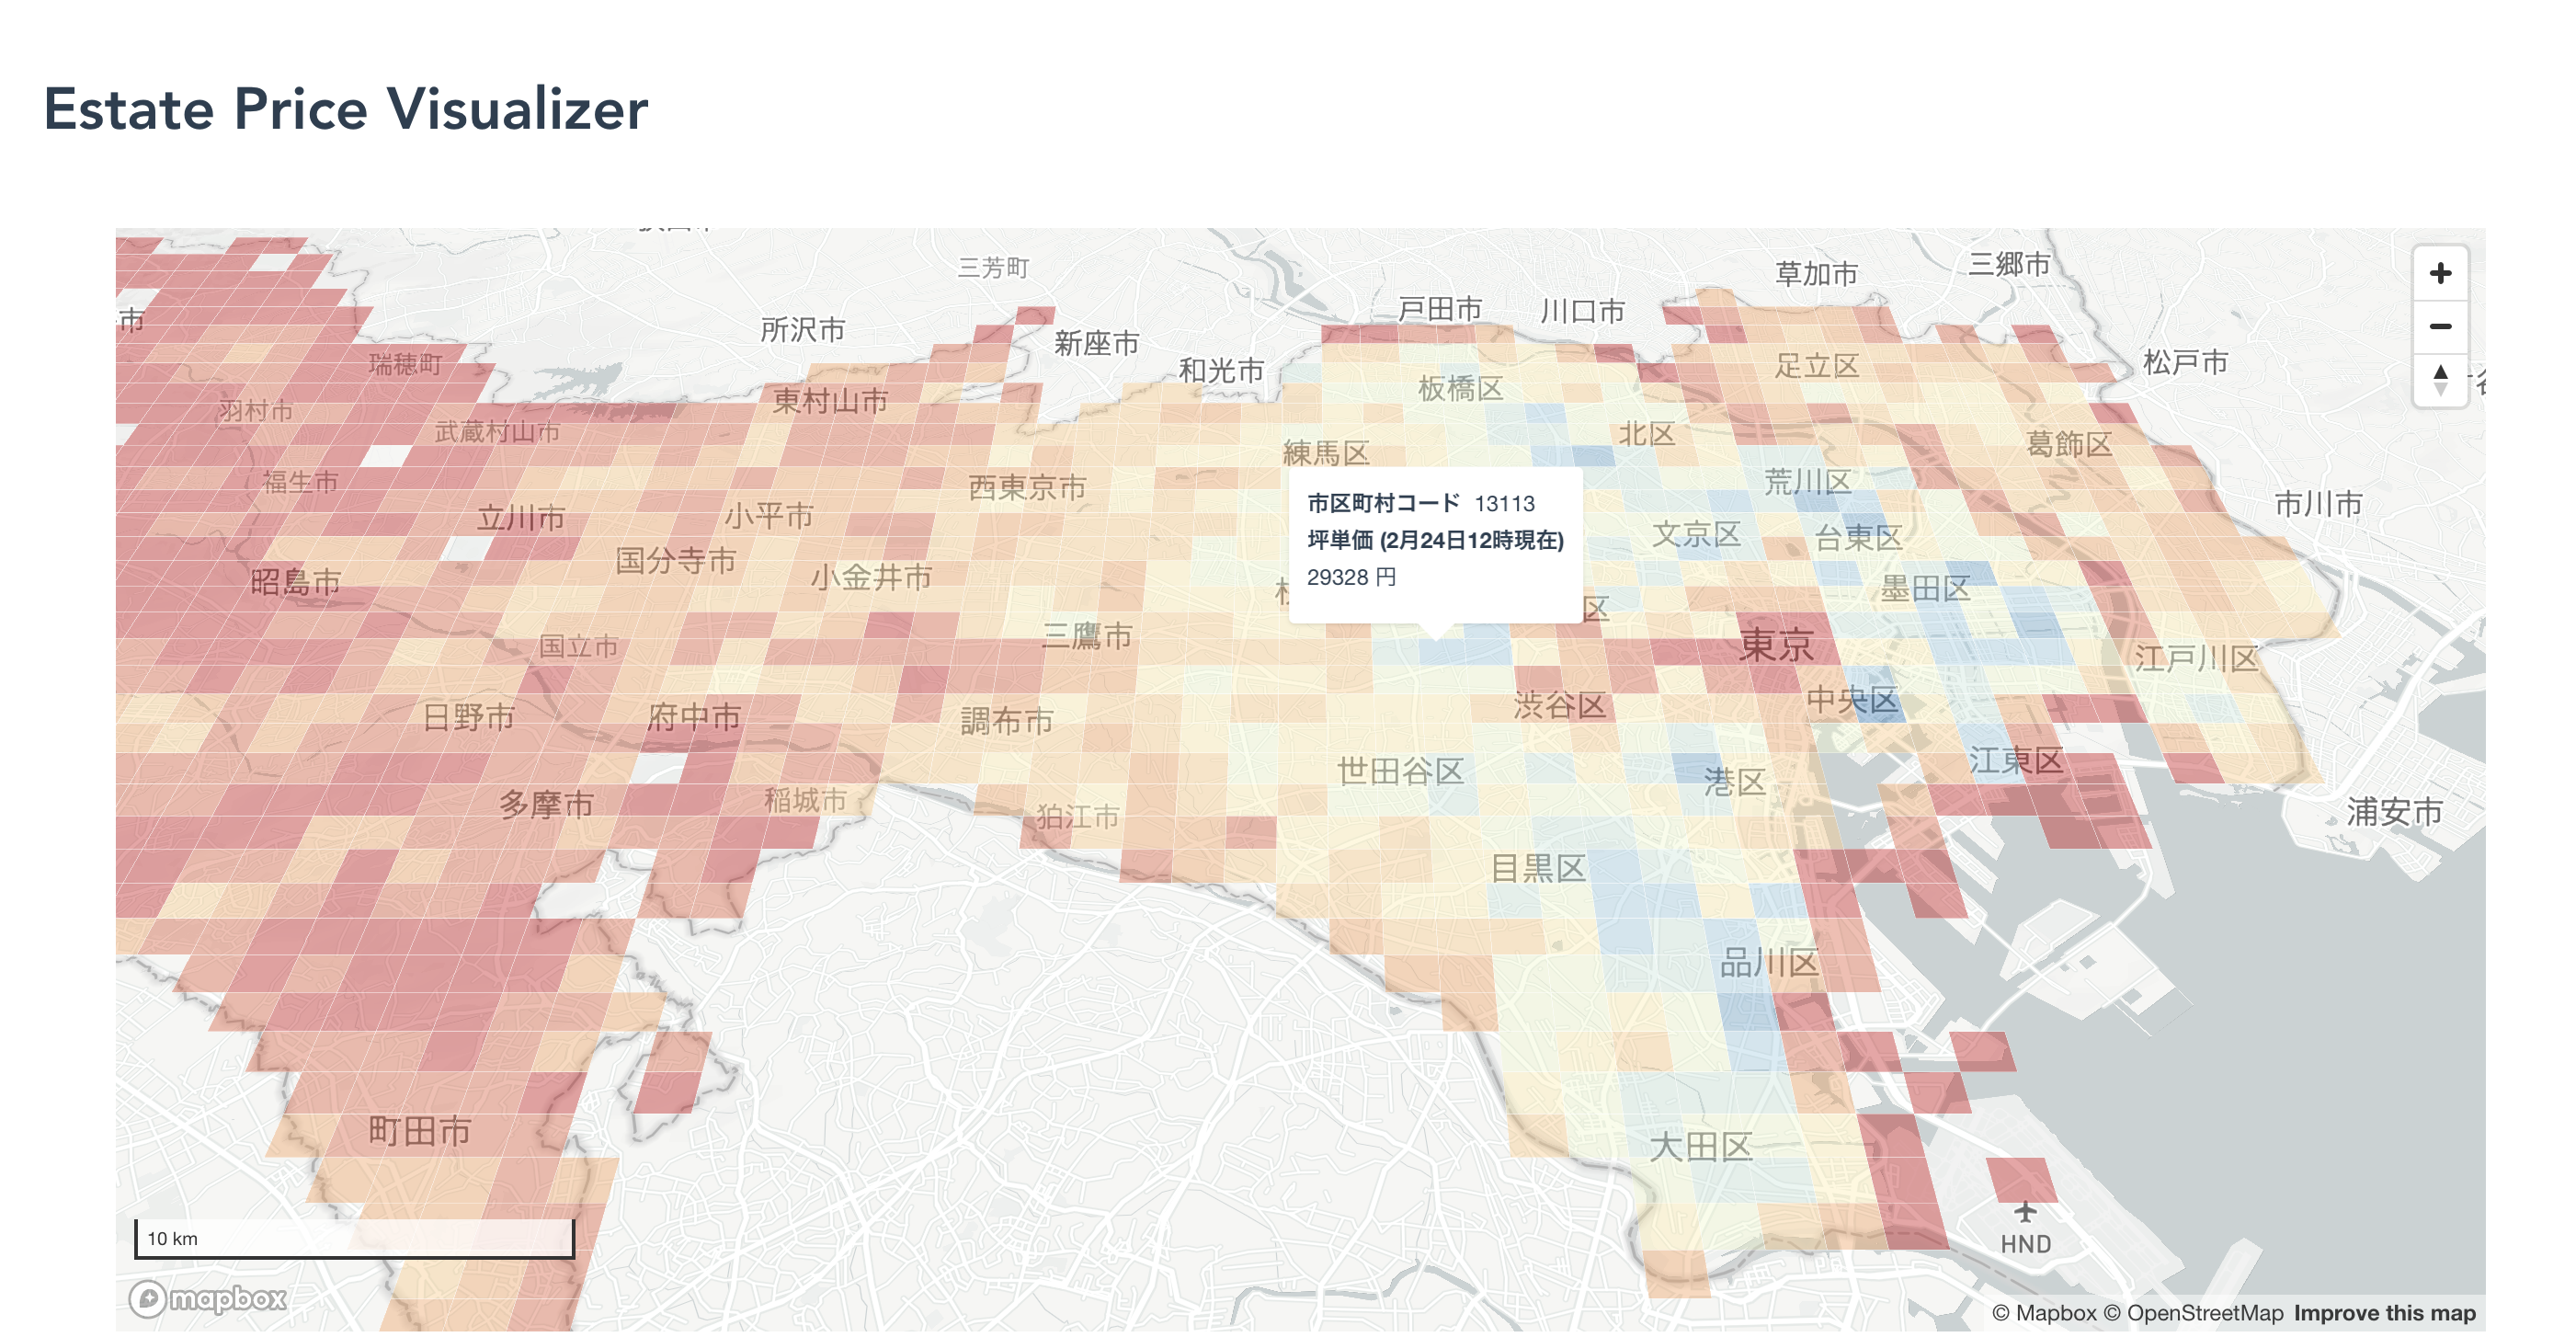 Estate Price Visualizer
三芳町
草加市
三郷市
戸田市
川口市
市
所沢市
新座市
和光市
松戸市
瑞穂町
足立区
板橋区
東村山市
羽村市
武蔵村山市
北区
葛飾区
練馬区
福生市
西東京市
荒川区
市川市
立川市
小平市
市区町村コード 13113
坪単価 (2月24日12時現在)
29328 円
文京区
台東区
国分寺市
小金井市
昭島市
墨田区
区
国立市
三鷹市
東京
江戸川区
日野市
府中市
調布市
渋谷区
中央区
江東区
世田谷区
港区
多摩市
稲城市
狛江市
浦安市
目黒区
品川区
町田市
大田区
HND
10 km
mapbox
© Mapbox © OpenStreetMap Improve this map